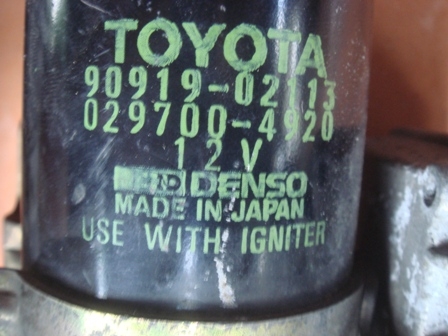 TOYOTA
90919-02113
029700-4920
12V
DENSO
MADE IN JAPAN
USE WITH IGNITER